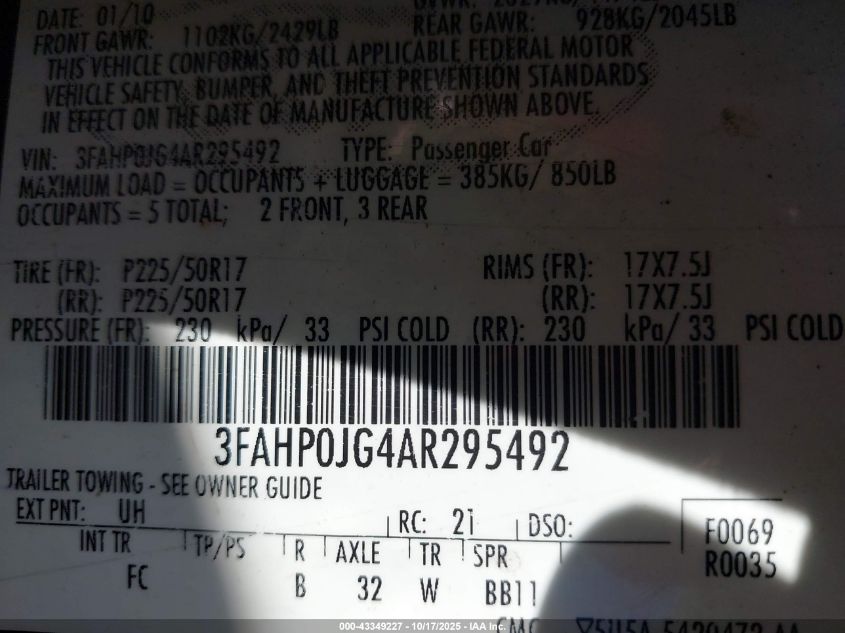 DATE: 01/10
FRONT GAWR: 1102KG/2429LB REAR GAWR: 928KG/2045LB
THIS VEHICLE CONFORMS TO ALL APPLICABLE FEDERAL MOTOR
VEHICLE SAFETY, BUMPER, AND THEFT PREVENTION STANDARDS
IN EFFECT ON THE DATE OF MANUFACTURE SHOWN ABOVE.
VIN: 3FAHP0JG4AR295492 TYPE: Passenger Car
MAXIMUM LOAD = OCCUPANTS + LUGGAGE = 385KG/ 850LB
OCCUPANTS = 5 TOTAL; 2 FRONT, 3 REAR
TIRE (FR): P225/50R17 RIMS (FR): 17X7.5J
(RR): P225/50R17 (RR): 17X7.5J
PRESSURE (FR): 230 kPa/ 33 PSI COLD (RR): 230 kPa/ 33 PSI COLD
3FAHP0JG4AR295492
TRAILER TOWING - SEE OWNER GUIDE
EXT PNT: UH RC: 21 DSO: F0069
INT TR TP/PS R AXLE TR SPR R0035
FC B 32 W BB11
000-43349227 - 10/17/2025 - IAA Inc.